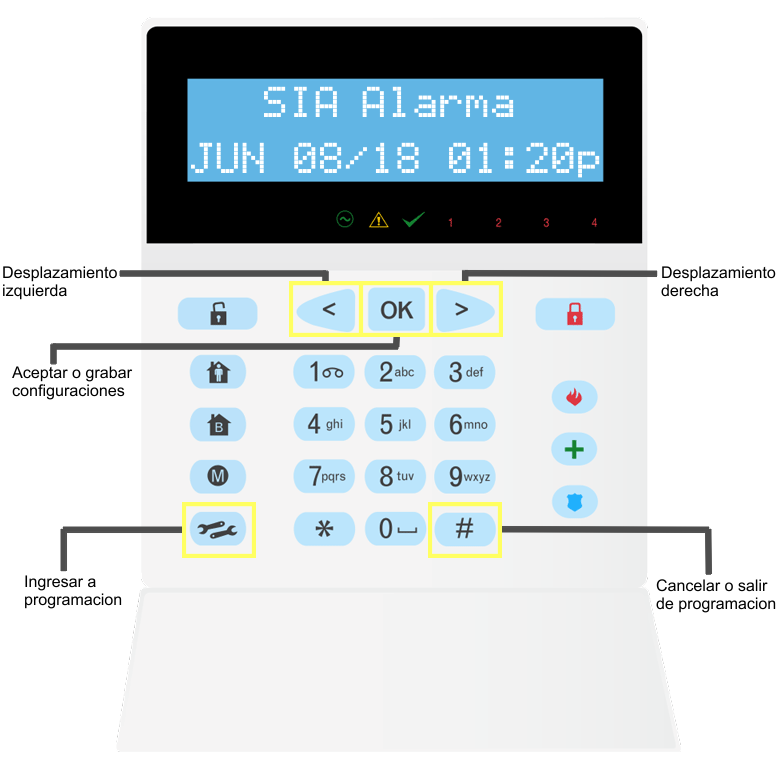 SIA Alarma
JUN 08/18 01:20p
1 2 3 4
Desplazamiento
izquierda
Desplazamiento
derecha
< OK >
Aceptar o grabar
configuraciones
1 2abc 3def
B
4ghi 5jkl 6mno
M
7pqrs 8tuv 9wxyz
* 0 #
Ingresar a
programacion
Cancelar o salir
de programacion